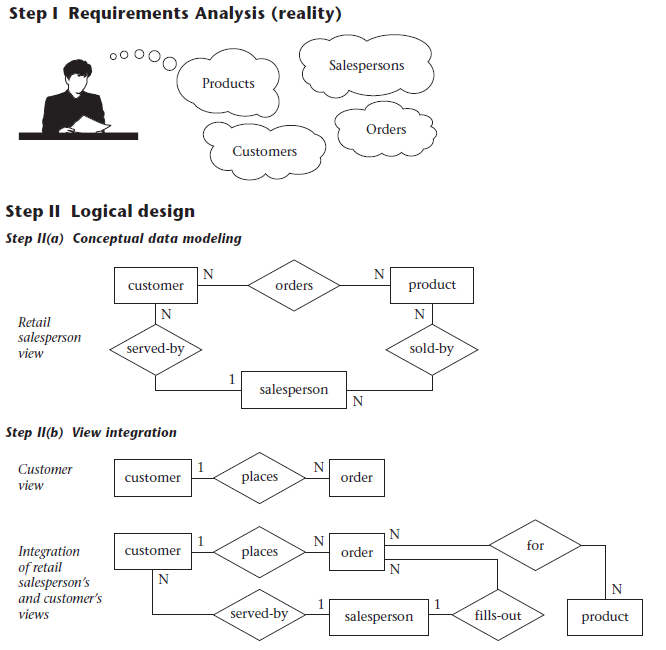 Step I Requirements Analysis (reality)
Products
Salespersons
Customers
Orders
Step II Logical design
Step II(a) Conceptual data modeling
Retail
salesperson
view
customer
N
orders
N
product
N
served-by
N
sold-by
1
salesperson
N
Step II(b) View integration
Customer
view
customer
1
places
N
order
Integration
of retail
salesperson's
and customer's
views
customer
1
places
N
order
N
for
N
N
N
served-by
1
salesperson
1
fills-out
product